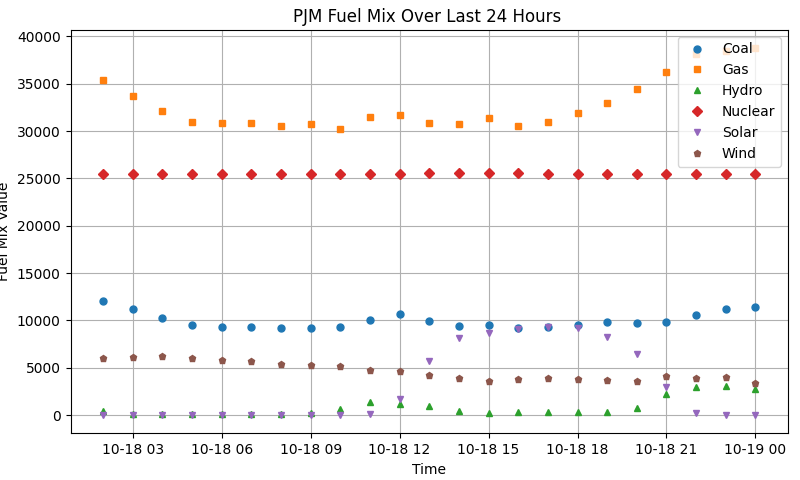 PJM Fuel Mix Over Last 24 Hours
40000
35000
30000
25000
20000
15000
10000
5000
0
Fuel Mix Value
Coal
Gas
Hydro
Nuclear
Solar
Wind
10-18 03
10-18 06
10-18 09
10-18 12
10-18 15
10-18 18
10-18 21
10-19 00
Time